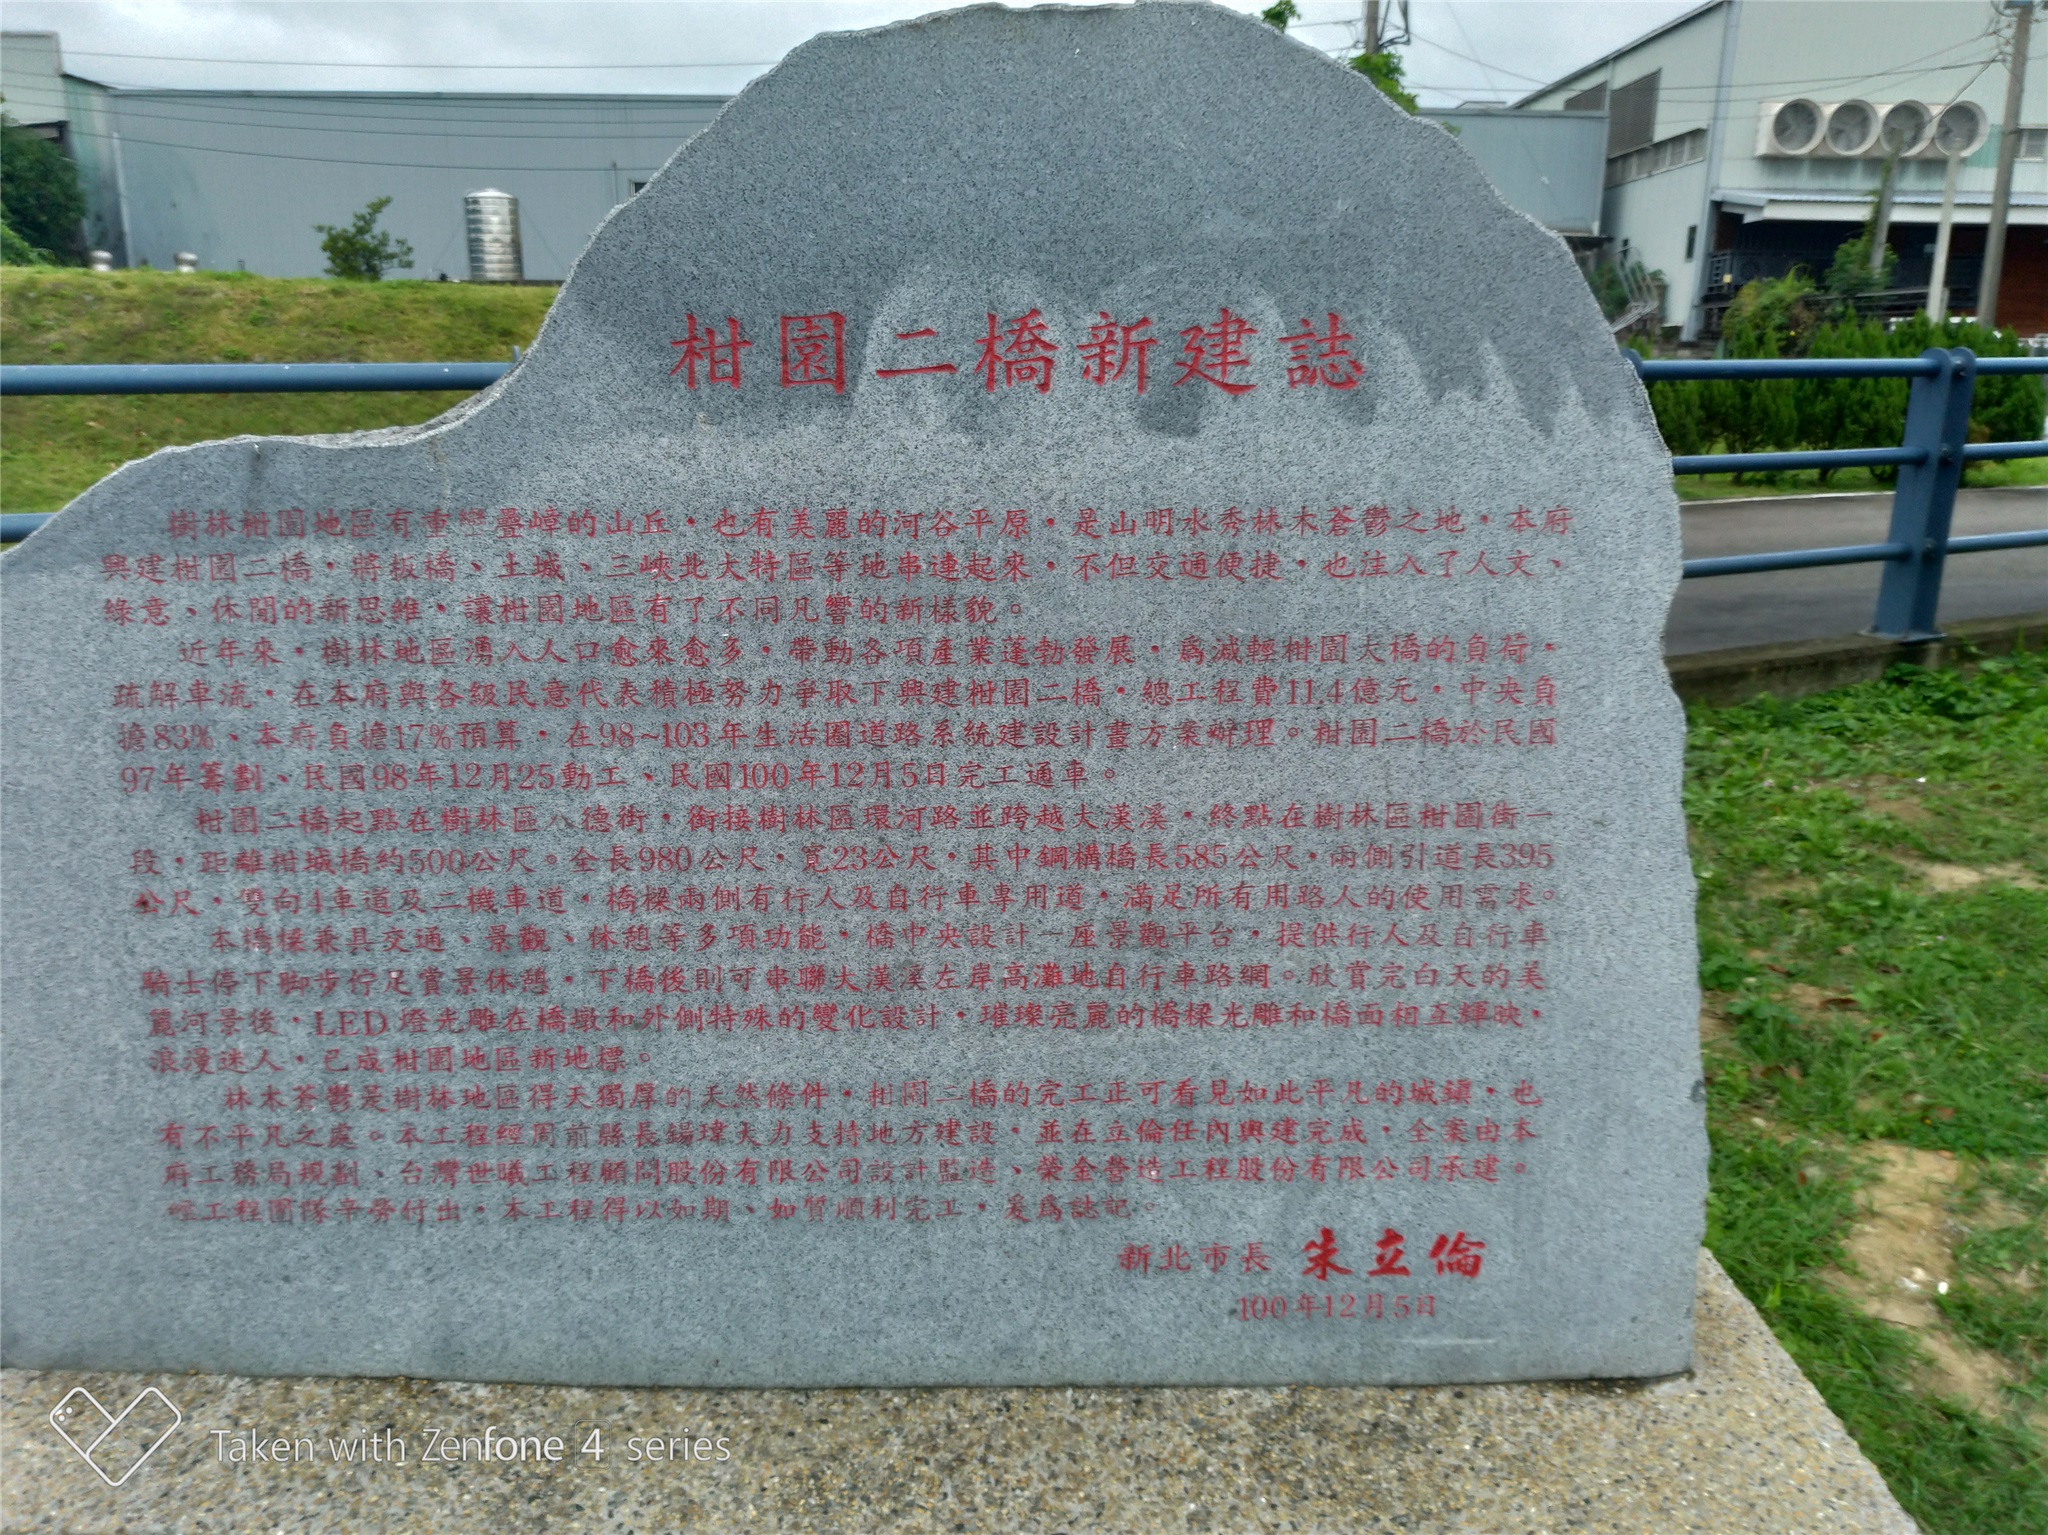 柑園二橋新建誌
樹林柑園地區有重巒疊嶂的山丘，也有美麗的河谷平原，是山明水秀林木蒼鬱之地，本府
興建柑園二橋，將板橋、土城、三峽北大特區等地串連起來，不但交通便捷，也注入了人文、
綠意、休閒的新思維，讓柑園地區有了不同凡響的新樣貌。
近年來，樹林地區湧入人口愈來愈多，帶動各項產業蓬勃發展，為減輕柑園大橋的負荷，
疏解車流，在本府與各級民意代表積極努力爭取下興建柑園二橋，總工程費11.4億元，中央負
擔83%、本府負擔17%預算，在98~103年生活圈道路系統建設計畫方案辦理。柑園二橋於民國
97年籌劃、民國98年12月25動工、民國100年12月5日完工通車。
柑園二橋起點在樹林區八德街，銜接樹林區環河路並跨越大漢溪，終點在樹林區柑園街一
段，距離柑城橋約500公尺。全長980公尺，寬23公尺，其中鋼構橋長585公尺，兩側引道長395
公尺，雙向4車道及二機車道，橋樑兩側有行人及自行車專用道，滿足所有用路人的使用需求。
本橋樑兼具交通、景觀、休憩等多項功能，橋中央設計一座景觀平台，提供行人及自行車
騎士停下腳步佇足賞景休憩，下橋後則可串聯大漢溪左岸高灘地自行車路網。欣賞完白天的美
麗河景後，LED燈光雕在橋墩和外側特殊的變化設計，璀璨亮麗的橋樑光雕和橋面相互輝映，
浪漫迷人，已成柑園地區新地標。
林木蒼鬱是樹林地區得天獨厚的天然條件，柑園二橋的完工正可看見如此平凡的城鎮，也
有不平凡之處。本工程經周前縣長錫瑋大力支持地方建設，並在立倫任內興建完成，全案由本
府工務局規劃、台灣世曦工程顧問股份有限公司設計監造、榮金營造工程股份有限公司承建。
經工程團隊辛勞付出，本工程得以如期、如質順利完工，爰為誌記。
新北市長 朱立倫
100年12月5日
Taken with Zenfone 4 series